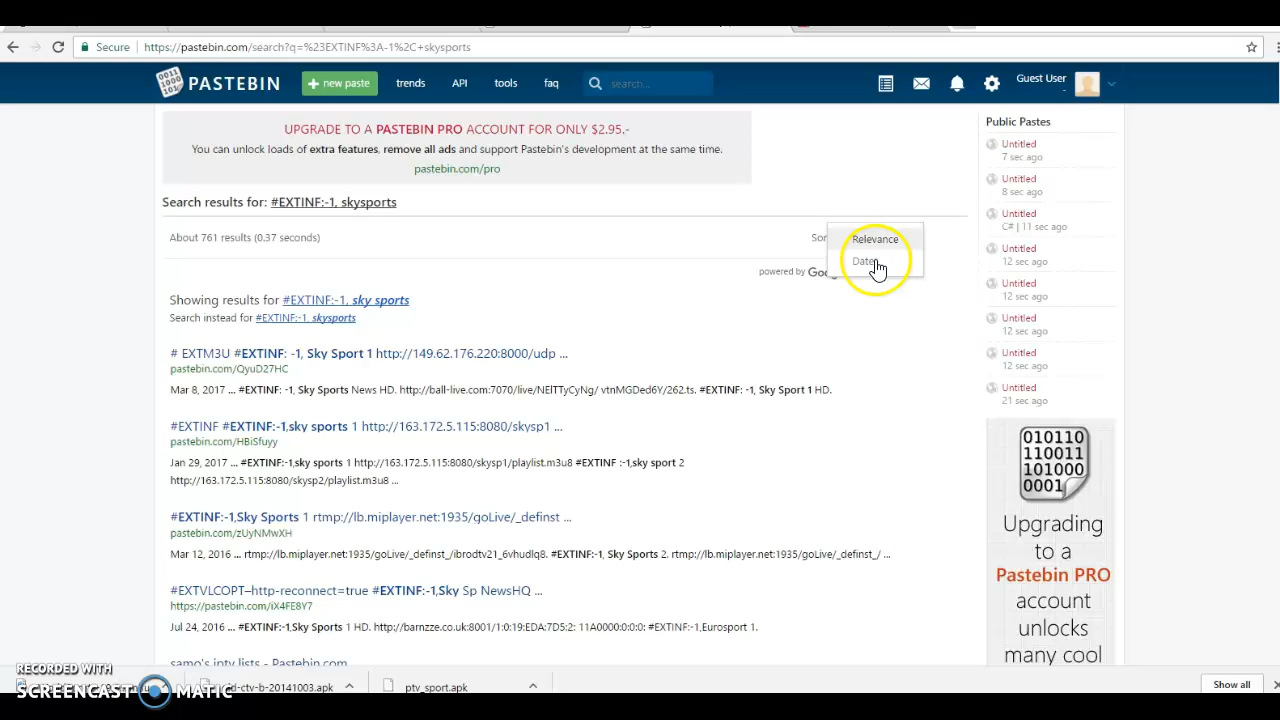 Secure https://pastebin.com/search?q=%23EXTINF%3A-1%2C+skysports
0011
1000
PASTEBIN
+ new paste
trends
API
tools
faq
search...
Guest User
-
UPGRADE TO A PASTEBIN PRO ACCOUNT FOR ONLY $2.95.-
You can unlock loads of extra features, remove all ads and support Pastebin's development at the same time.
pastebin.com/pro
Search results for: #EXTINF:-1, skysports
About 761 results (0.37 seconds)
Relevance
powered by
Showing results for #EXTINF:-1, sky sports
Search instead for #EXTINF:-1, skysports
# EXTM3U #EXTINF: -1, Sky Sport 1 http://149.62.176.220:8000/udp ...
pastebin.com/QyuD27HC
Mar 8, 2017 ... #EXTINF: -1, Sky Sports News HD. http://ball-live.com:7070/live/NElTTyCyNg/ vtnMGDed6Y/262.ts. #EXTINF: -1, Sky Sport 1 HD.
#EXTINF #EXTINF:-1,sky sports 1 http://163.172.5.115:8080/skysp1 ...
pastebin.com/HBiSfuyy
Jan 29, 2017 ... #EXTINF:-1,sky sports 1 http://163.172.5.115:8080/skysp1/playlist.m3u8 #EXTINF :-1,sky sport 2
http://163.172.5.115:8080/skysp2/playlist.m3u8 ...
#EXTINF:-1,Sky Sports 1 rtmp://lb.miplayer.net:1935/goLive/_definst ...
pastebin.com/zUyNMwXH
Mar 12, 2016 ... rtmp://lb.miplayer.net:1935/goLive/_definst_/ibrodtv21_6vhudlq8. #EXTINF:-1, Sky Sports 2. rtmp://lb.miplayer.net:1935/goLive/_definst_/ ...
#EXTVLCOPT--http-reconnect=true #EXTINF:-1,Sky Sp NewsHQ ...
https://pastebin.com/iX4FE8Y7
Jul 24, 2016 ... #EXTINF:-1,Sky Sports 1 HD. http://barnzze.co.uk:8001/1:0:19:EDA:7D5:2: 11A0000:0:0:0: #EXTINF:-1,Eurosport 1.
samo's iptv lists - Pastebin.com
Public Pastes
Untitled
7 sec ago
Untitled
8 sec ago
Untitled
C# | 11 sec ago
Untitled
12 sec ago
Untitled
12 sec ago
Untitled
12 sec ago
Untitled
12 sec ago
Untitled
21 sec ago
010110
110011
101000
0001
Upgrading
to a
Pastebin PRO
account
unlocks
many cool
RECORDED WITH
SCREENCAST MATIC
-ctv-b-20141003.apk
ptv_sport.apk
Show all